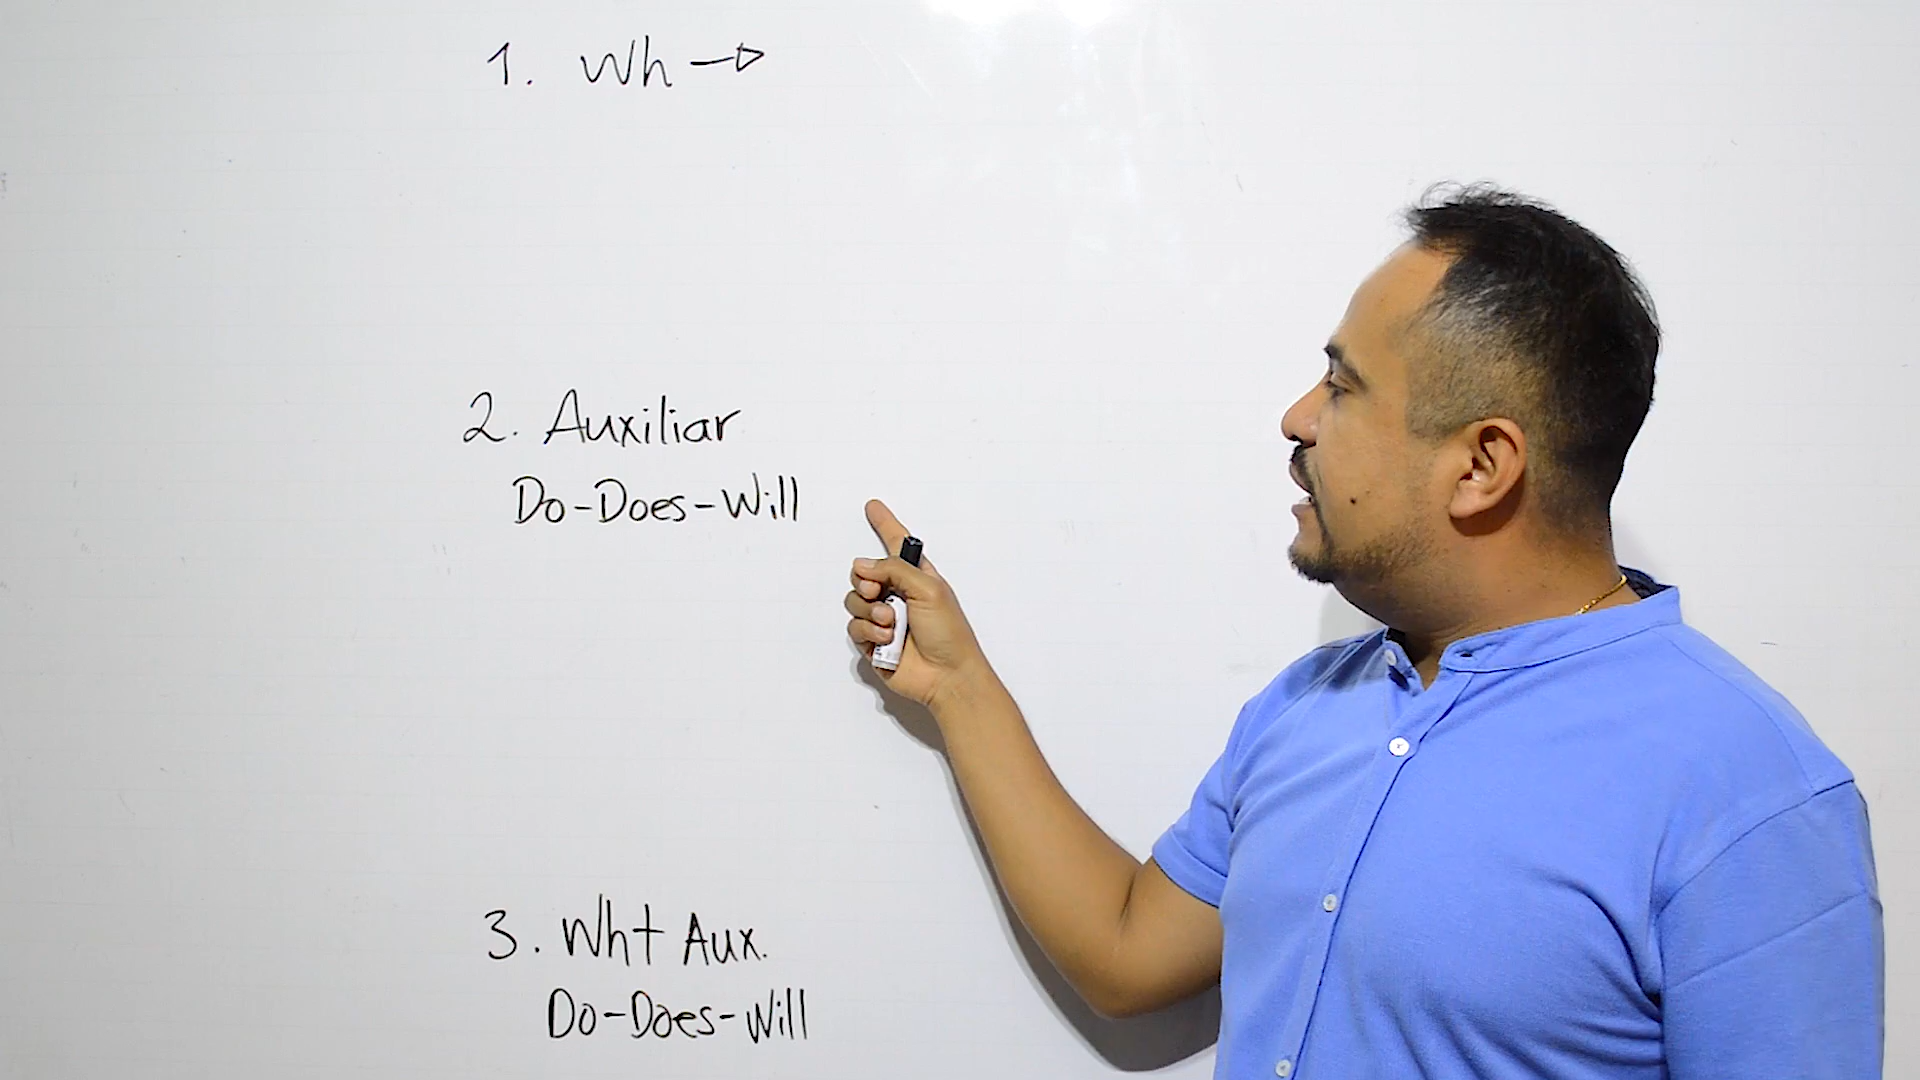 1. Wh →
2. Auxiliar
Do-Does-Will
3. Wh+ Aux.
Do-Does-Will